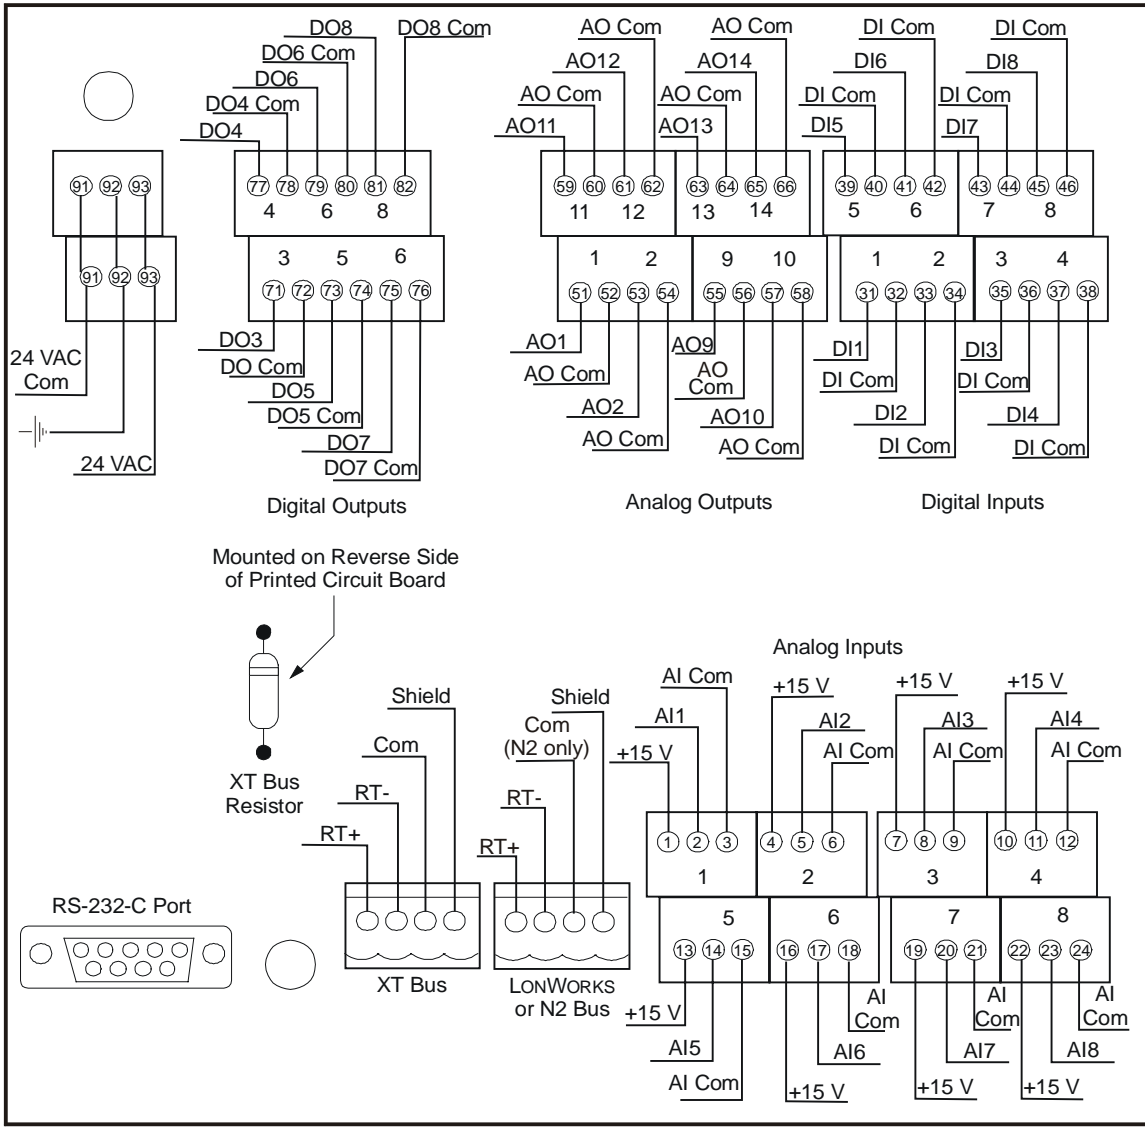 DO8
DO8 Com
DO6 Com
DO6
DO4 Com
DO4
AO Com
AO12
AO Com
AO11
AO Com
AO14
AO Com
AO13
DI Com
DI6
DI Com
DI5
DI Com
DI8
DI Com
DI7
91 92 93
77 78 79 80 81 82
4 6 8
59 60 61 62
11 12
63 64 65 66
13 14
39 40 41 42
5 6
43 44 45 46
7 8
91 92 93
3 5 6
71 72 73 74 75 76
1 2
51 52 53 54
9 10
55 56 57 58
1 2
31 32 33 34
3 4
35 36 37 38
24 VAC
Com
24 VAC
DO3
DO Com
DO5
DO5 Com
DO7
DO7 Com
AO1
AO Com
AO2
AO Com
AO9
AO
Com
AO10
AO Com
DI1
DI Com
DI2
DI Com
DI3
DI Com
DI4
DI Com
Digital Outputs
Analog Outputs
Digital Inputs
Mounted on Reverse Side
of Printed Circuit Board
XT Bus
Resistor
Analog Inputs
Shield
Com
RT-
RT+
Shield
Com
(N2 only)
RT-
RT+
AI Com
AI1
+15 V
+15 V
AI2
AI Com
+15 V
AI3
AI Com
+15 V
AI4
AI Com
1 2 3
1
4 5 6
2
7 8 9
3
10 11 12
4
RS-232-C Port
XT Bus
LONWORKS
or N2 Bus
5
13 14 15
6
16 17 18
7
19 20 21
8
22 23 24
+15 V
AI5
AI Com
AI
Com
AI6
+15 V
AI
Com
AI7
+15 V
AI
Com
AI8
+15 V